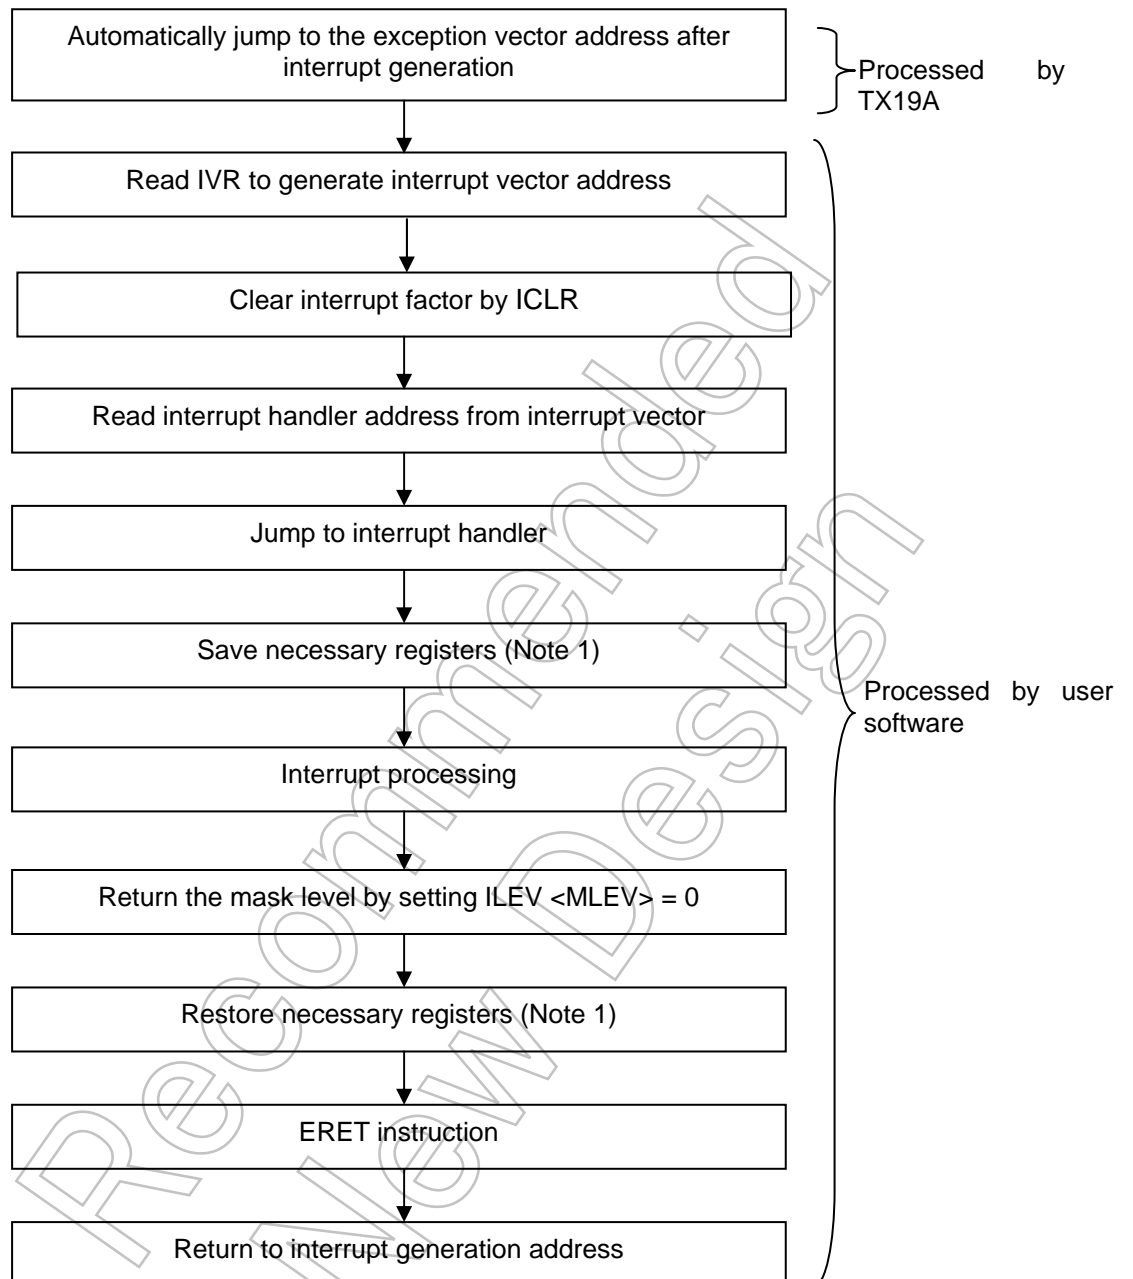 Automatically jump to the exception vector address after
interrupt generation
Processed by
TX19A
Read IVR to generate interrupt vector address
Clear interrupt factor by ICLR
Read interrupt handler address from interrupt vector
Jump to interrupt handler
Save necessary registers (Note 1)
Processed by user
software
Interrupt processing
Return the mask level by setting ILEV <MLEV> = 0
Restore necessary registers (Note 1)
ERET instruction
Return to interrupt generation address
Recommended
New Design